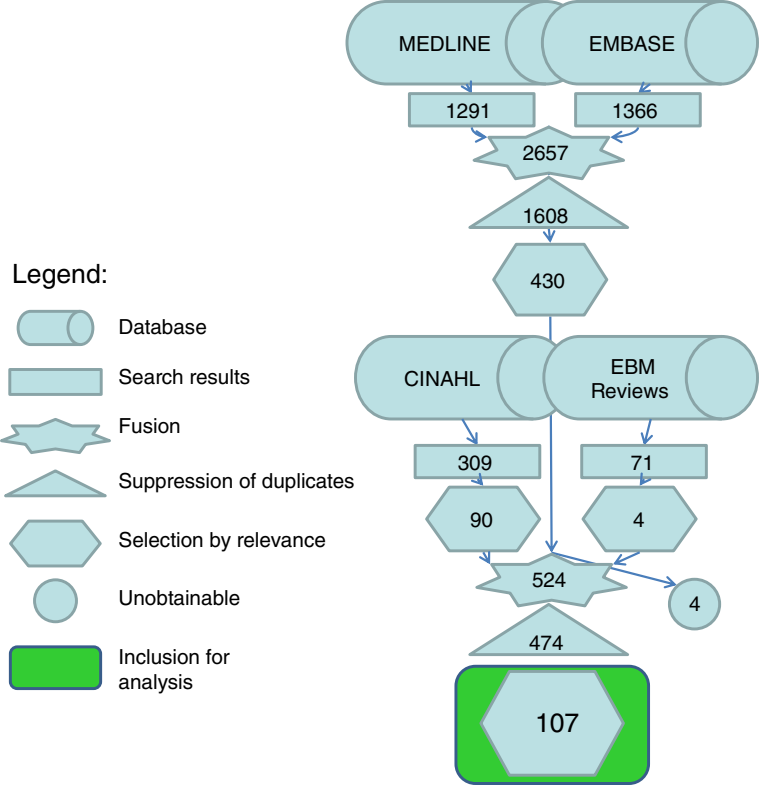 MEDLINE
EMBASE
1291
1366
2657
1608
430
Legend:
Database
Search results
Fusion
Suppression of duplicates
Selection by relevance
Unobtainable
Inclusion for
analysis
CINAHL
EBM
Reviews
309
71
90
4
524
4
474
107